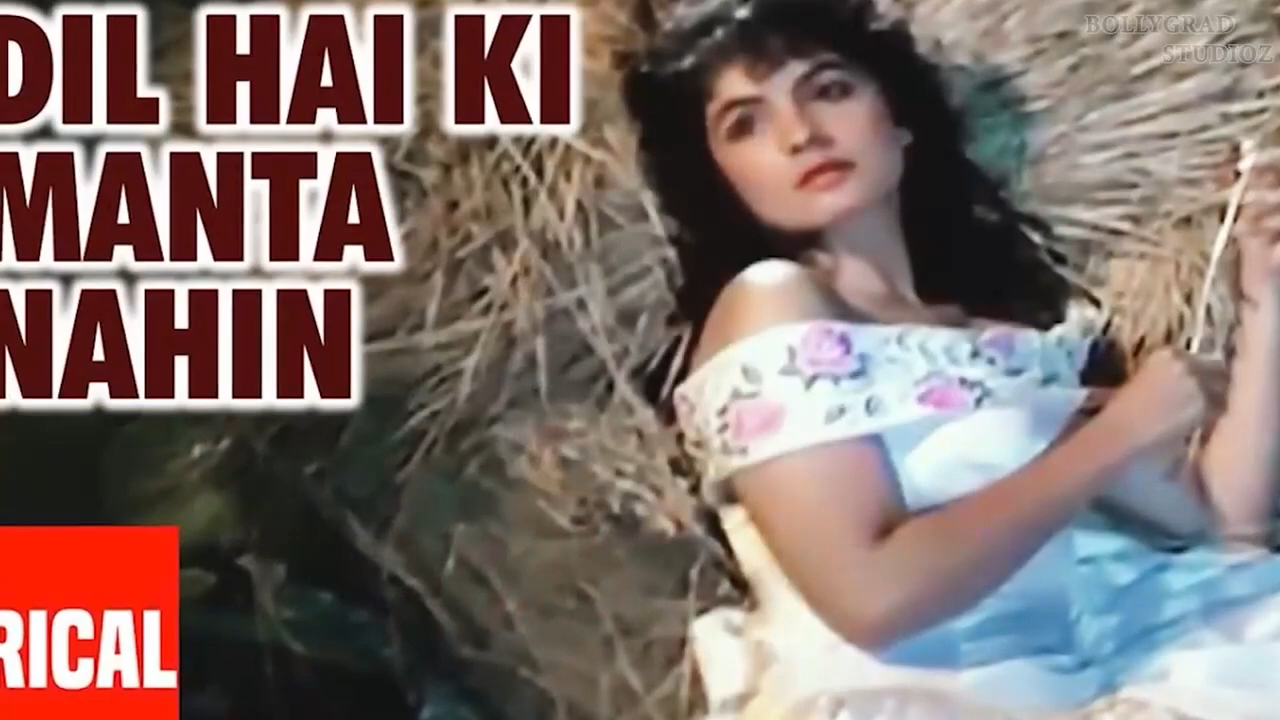 DIL HAI KI
MANTA
NAHIN
BOLLYGRAD
STUDIOZ
RICAL